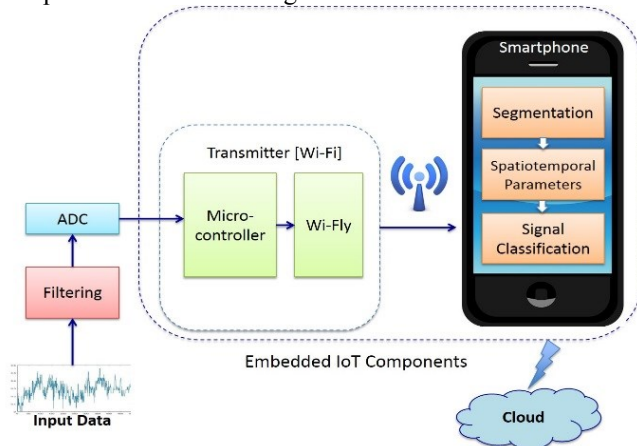 Smartphone
Segmentation
Spatiotemporal
Parameters
Signal
Classification
Transmitter [Wi-Fi]
Micro-
controller
Wi-Fly
ADC
Filtering
Input Data
Embedded IoT Components
Cloud